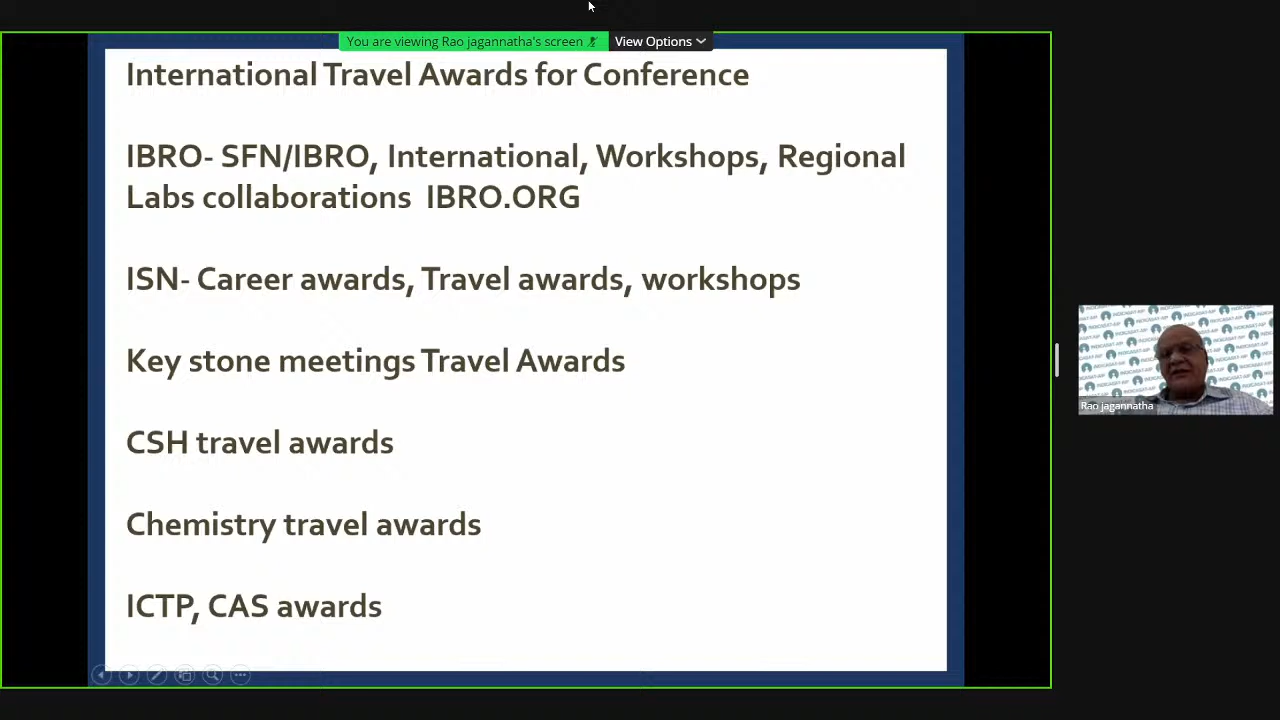 You are viewing Rao jagannatha's screen
View Options
International Travel Awards for Conference
IBRO- SFN/IBRO, International, Workshops, Regional
Labs collaborations IBRO.ORG
ISN- Career awards, Travel awards, workshops
Key stone meetings Travel Awards
CSH travel awards
Chemistry travel awards
ICTP, CAS awards
INDICASAT-AIP
Rao jagannatha